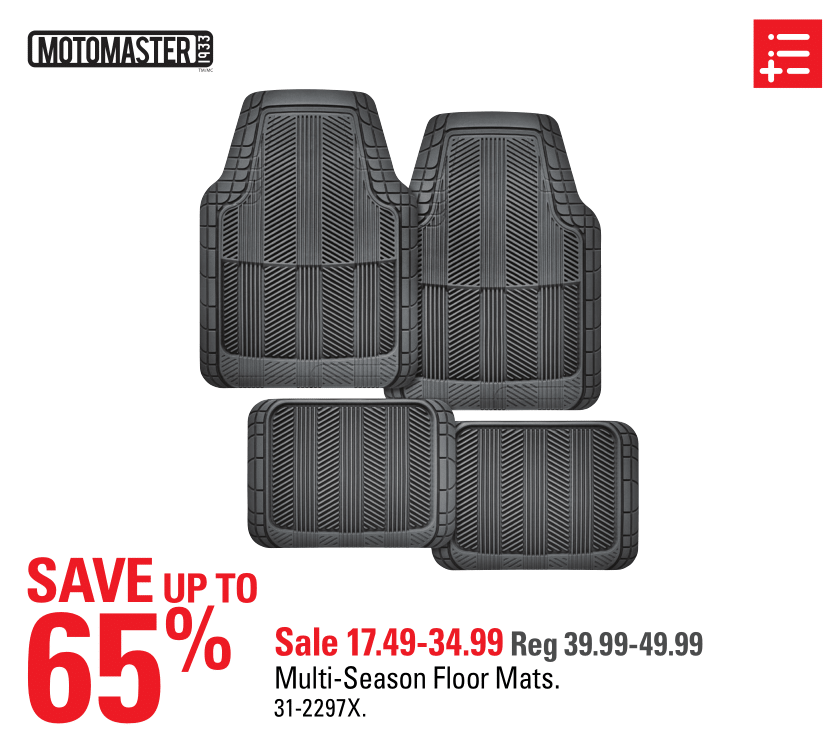 MOTOMASTER 1933
TM/MC
SAVE UP TO
65%
Sale 17.49-34.99 Reg 39.99-49.99
Multi-Season Floor Mats.
31-2297X.